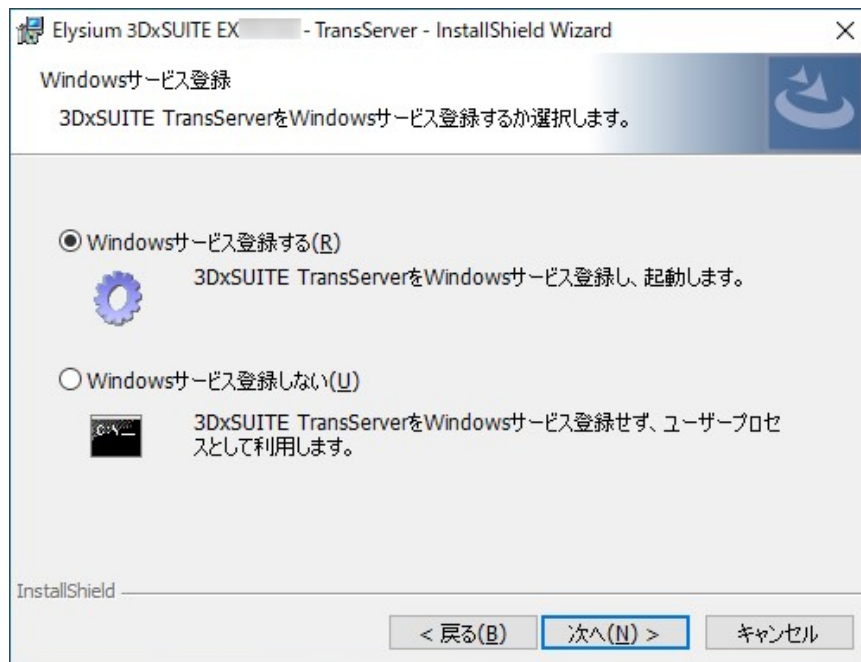 Elysium 3DxSUITE EX - TransServer - InstallShield Wizard
Windowsサービス登録
3DxSUITE TransServerをWindowsサービス登録するか選択します。
Windowsサービス登録する(R)
3DxSUITE TransServerをWindowsサービス登録し、起動します。
Windowsサービス登録しない(U)
C:\_
3DxSUITE TransServerをWindowsサービス登録せず、ユーザープロセ
スとして利用します。
InstallShield
< 戻る(B)
次へ(N) >
キャンセル